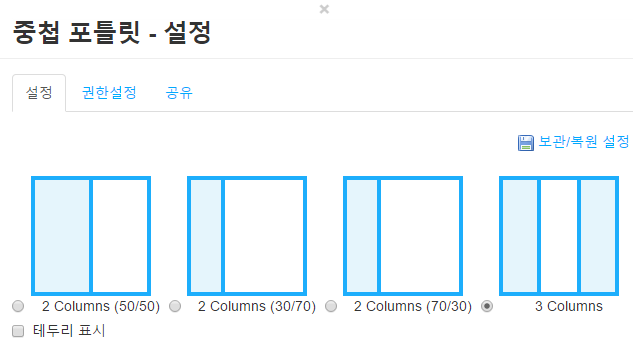 ×
중첩 포틀릿 - 설정
설정 권한설정 공유
보관/복원 설정
2 Columns (50/50) 2 Columns (30/70) 2 Columns (70/30) 3 Columns
테두리 표시